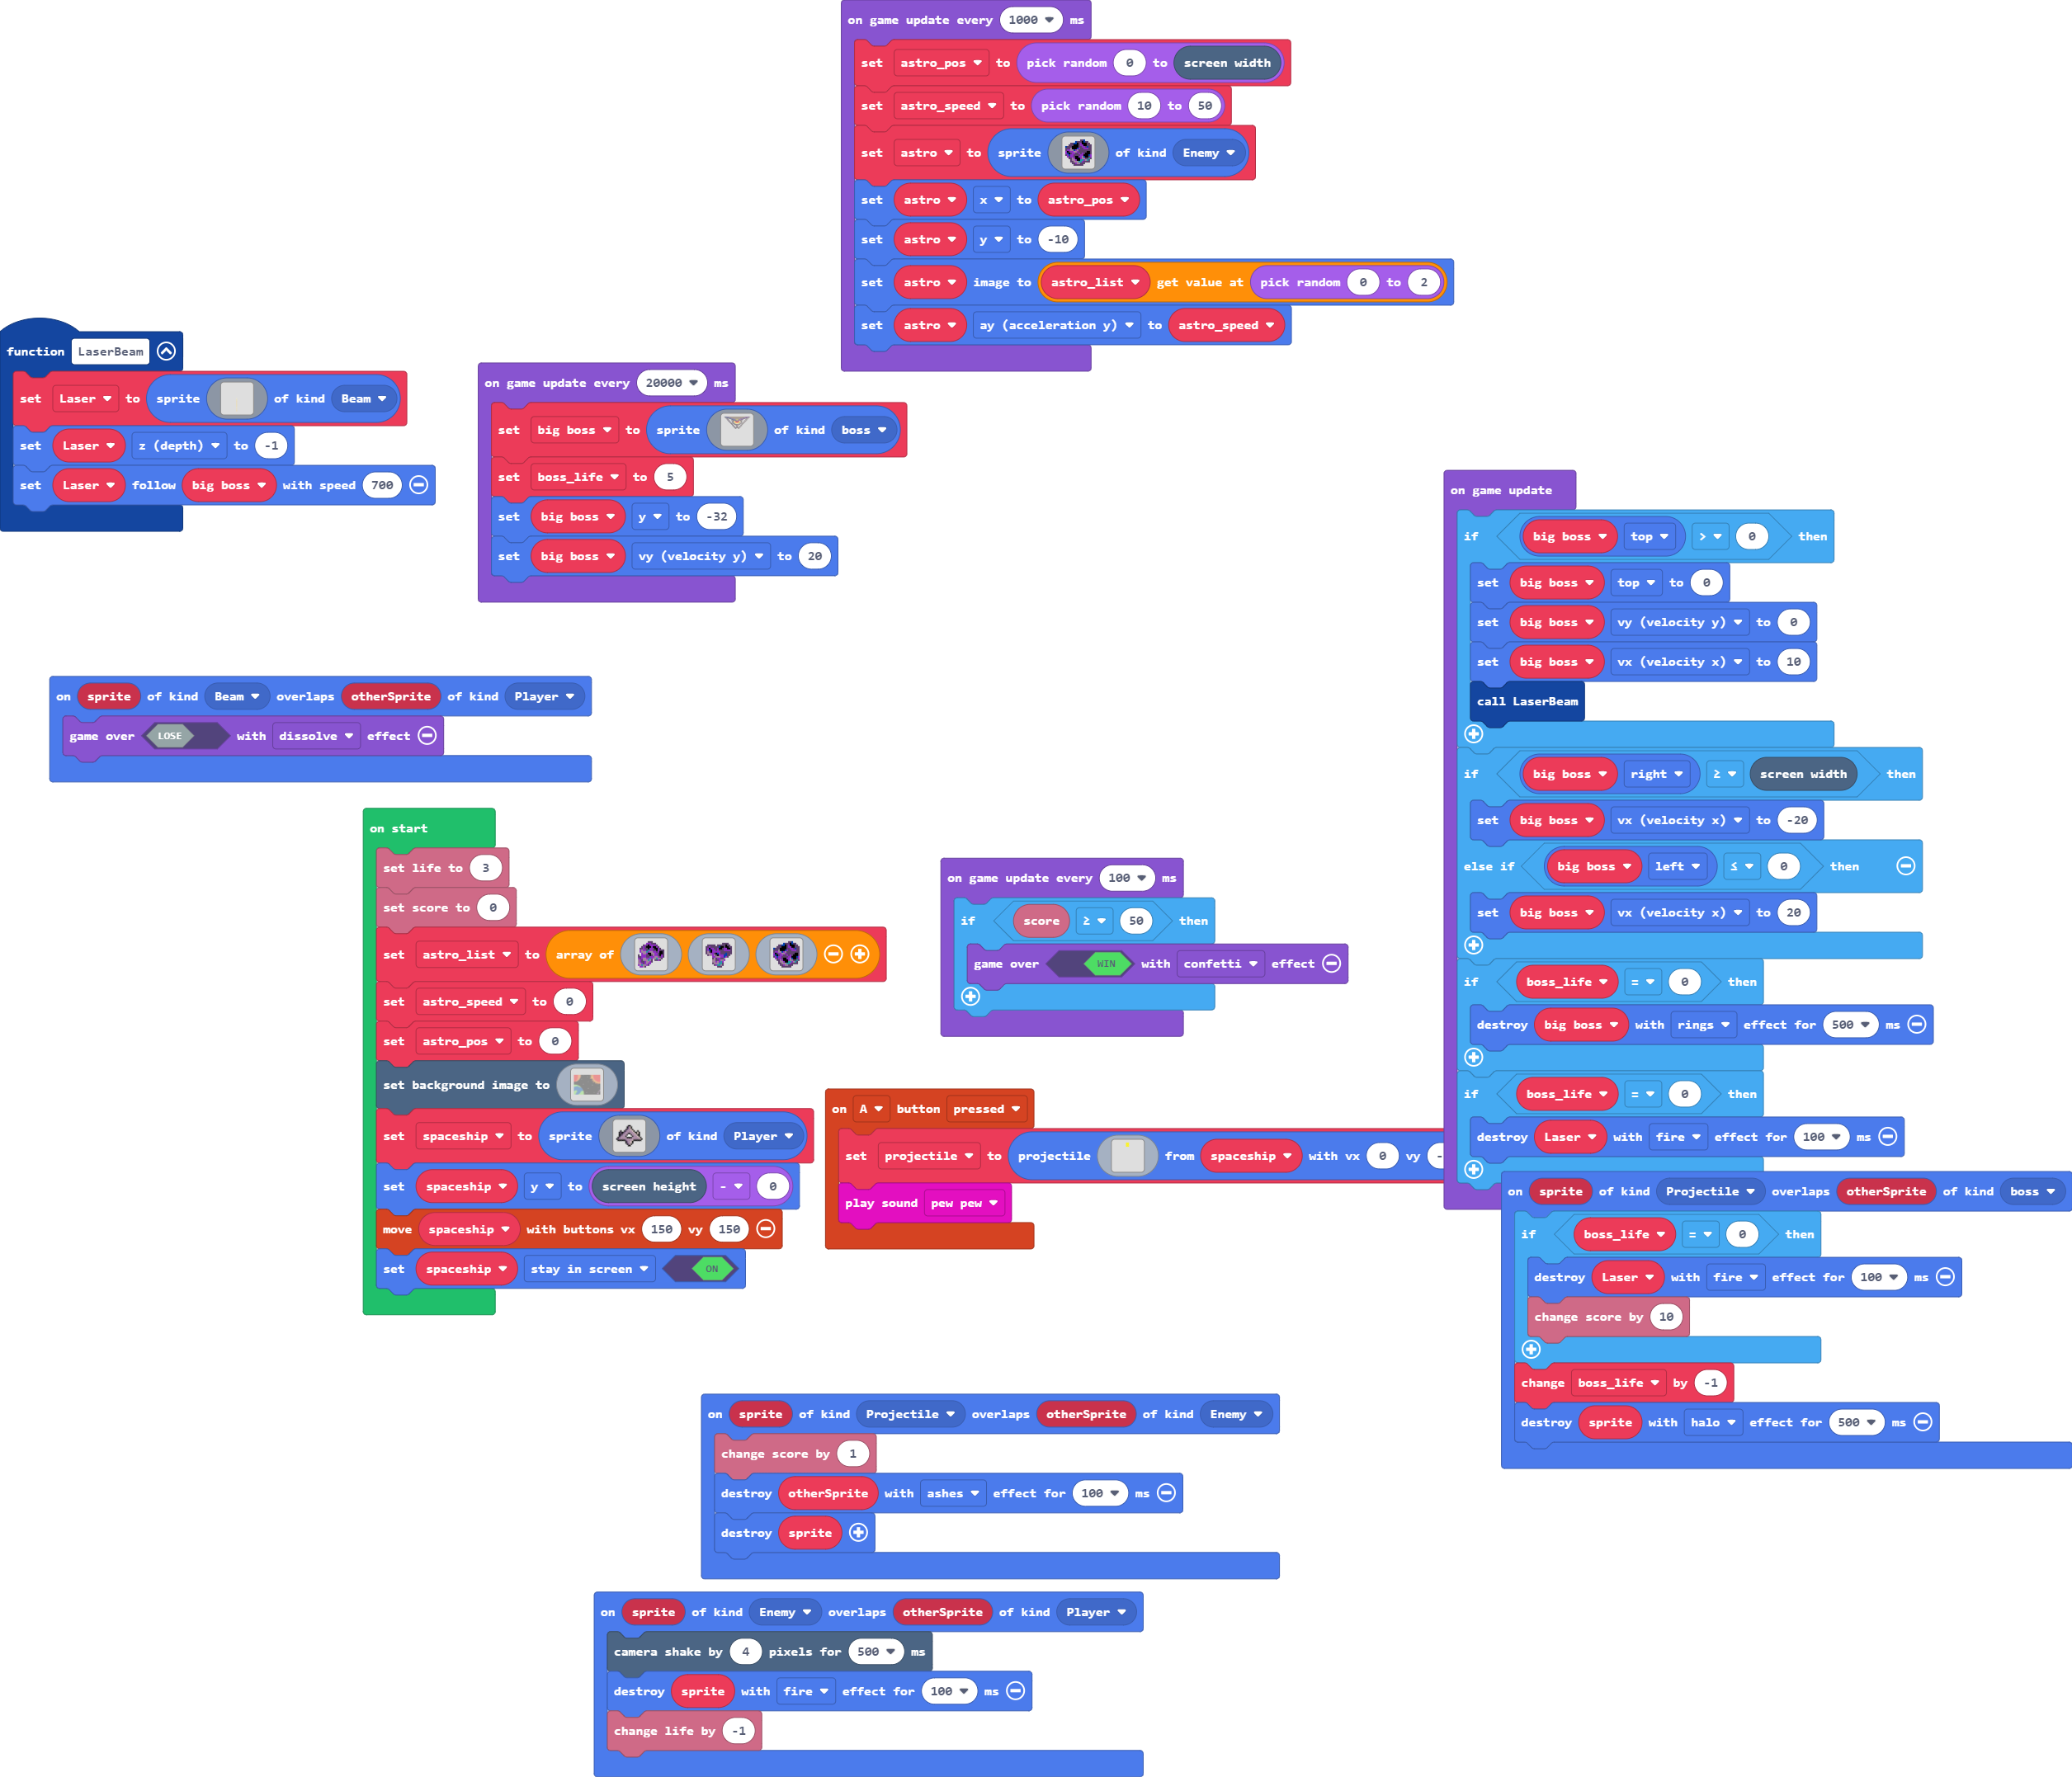 on game update every 1000 ms
set astro_pos to pick random 0 to screen width
set astro_speed to pick random 10 to 50
set astro to sprite of kind Enemy
set astro x to astro_pos
set astro y to -10
set astro image to astro_list get value at pick random 0 to 2
set astro ay (acceleration y) to astro_speed
function LaserBeam
set Laser to sprite of kind Beam
set Laser z (depth) to -1
set Laser follow big boss with speed 700
on game update every 20000 ms
set big boss to sprite of kind boss
set boss_life to 5
set big boss y to -32
set big boss vy (velocity y) to 20
on game update
if big boss top > 0 then
set big boss top to 0
set big boss vy (velocity y) to 0
set big boss vx (velocity x) to 10
call LaserBeam
if big boss right ≥ screen width then
set big boss vx (velocity x) to -20
else if big boss left ≤ 0 then
set big boss vx (velocity x) to 20
if boss_life = 0 then
destroy big boss with rings effect for 500 ms
if boss_life = 0 then
destroy Laser with fire effect for 100 ms
on sprite of kind Beam overlaps otherSprite of kind Player
game over LOSE with dissolve effect
on start
set life to 3
set score to 0
set astro_list to array of
set astro_speed to 0
set astro_pos to 0
set background image to
set spaceship to sprite of kind Player
set spaceship y to screen height - 0
move spaceship with buttons vx 150 vy 150
set spaceship stay in screen ON
on game update every 100 ms
if score ≥ 50 then
game over WIN with confetti effect
on A button pressed
set projectile to projectile from spaceship with vx 0 vy -
play sound pew pew
on sprite of kind Projectile overlaps otherSprite of kind boss
if boss_life = 0 then
destroy Laser with fire effect for 100 ms
change score by 10
change boss_life by -1
destroy sprite with halo effect for 500 ms
on sprite of kind Projectile overlaps otherSprite of kind Enemy
change score by 1
destroy otherSprite with ashes effect for 100 ms
destroy sprite
on sprite of kind Enemy overlaps otherSprite of kind Player
camera shake by 4 pixels for 500 ms
destroy sprite with fire effect for 100 ms
change life by -1